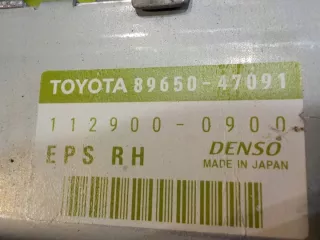 TOYOTA 89650-47091
112900-0900
EPS RH DENSO
MADE IN JAPAN